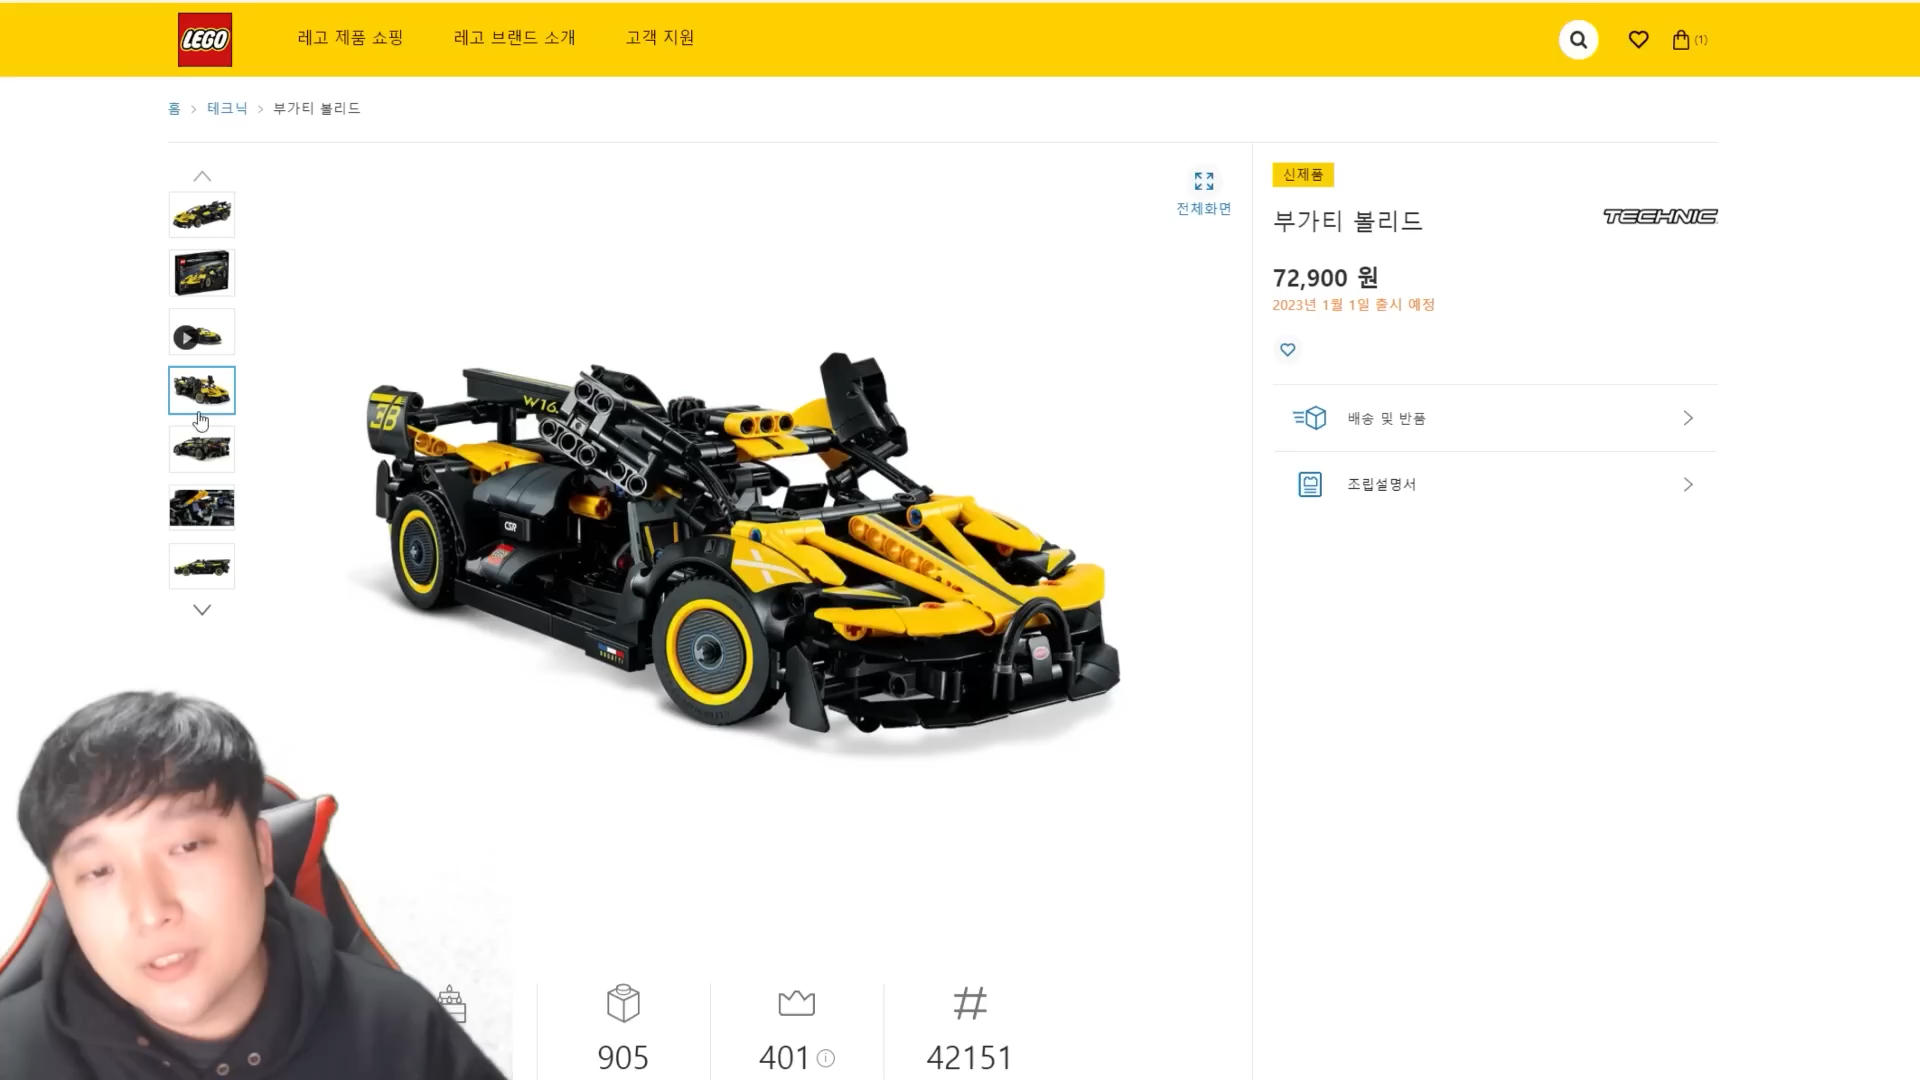 LEGO
레고 제품 쇼핑
레고 브랜드 소개
고객 지원
(1)
홈 > 테크닉 > 부가티 볼리드
전체화면
신제품
부가티 볼리드
TECHNIC
72,900 원
2023년 1월 1일 출시 예정
배송 및 반품
조립설명서
W16
CSR
BUGATTI
905
401
42151